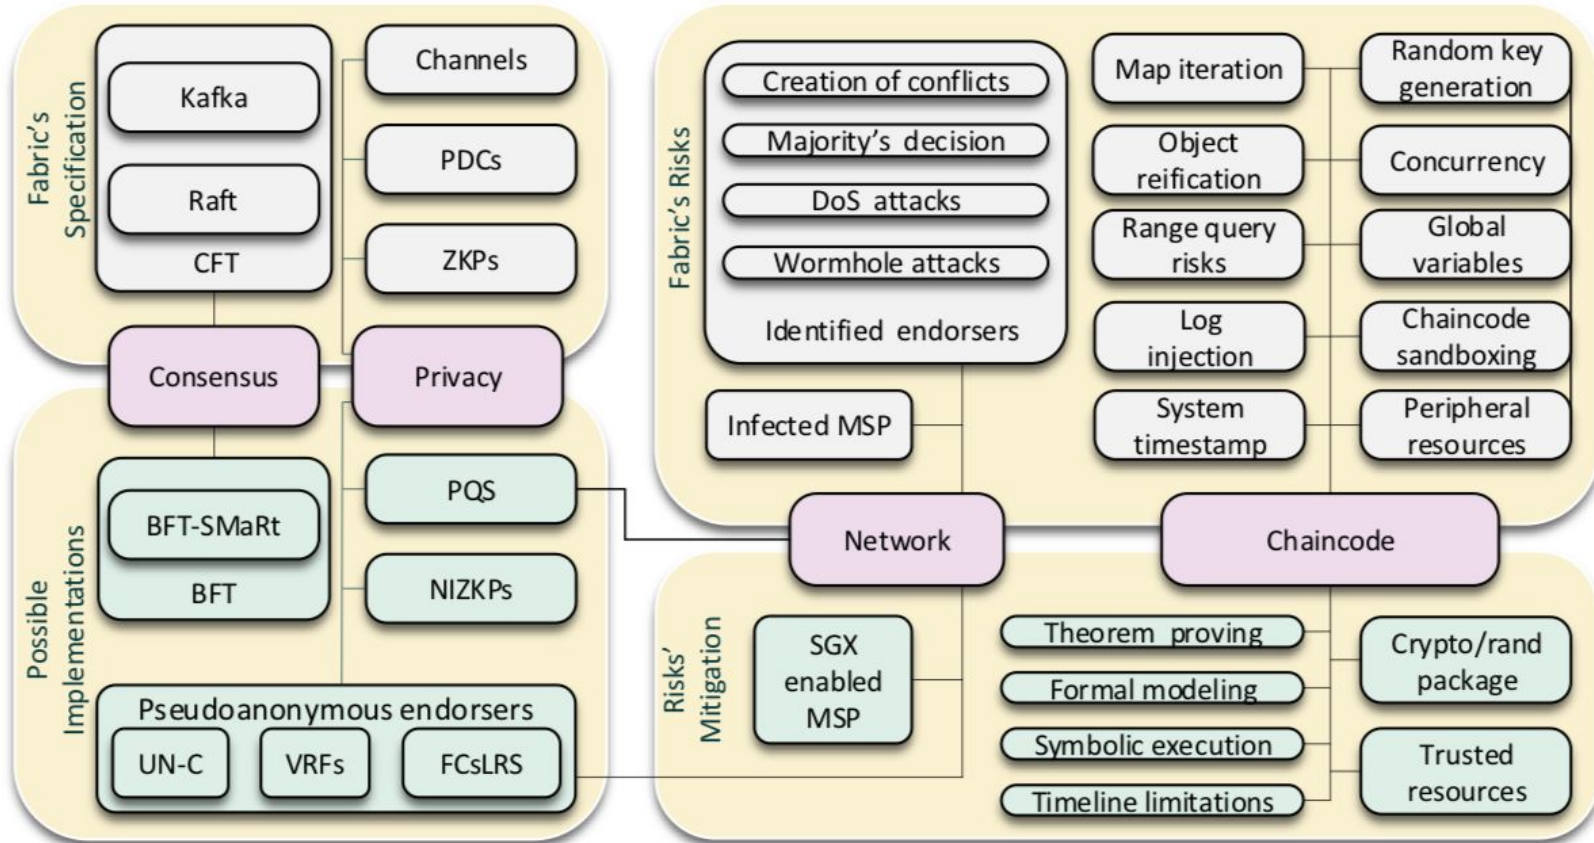 Fabric's
Specification
Kafka
Raft
CFT
Channels
PDCs
ZKPs
Consensus
Privacy
Possible
Implementations
BFT-SMaRt
BFT
PQS
NIZKPs
Pseudoanonymous endorsers
UN-C
VRFs
FCsLRS
Fabric's Risks
Creation of conflicts
Majority's decision
DoS attacks
Wormhole attacks
Identified endorsers
Infected MSP
Map iteration
Random key
generation
Object
reification
Concurrency
Range query
risks
Global
variables
Log
injection
Chaincode
sandboxing
System
timestamp
Peripheral
resources
Network
Chaincode
Risks'
Mitigation
SGX
enabled
MSP
Theorem proving
Formal modeling
Symbolic execution
Timeline limitations
Crypto/rand
package
Trusted
resources